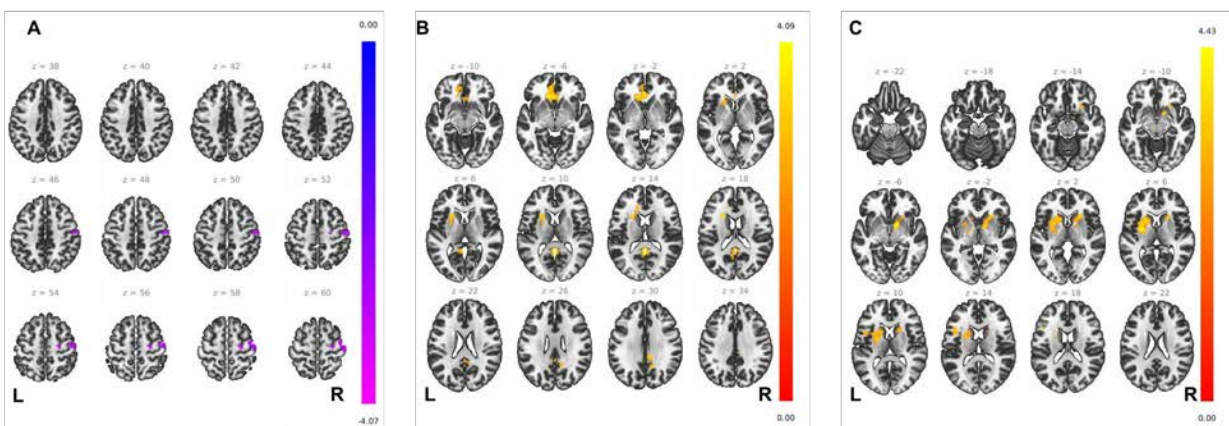 A
0.00
z = 38 z = 40 z = 42 z = 44
z = 46 z = 48 z = 50 z = 52
z = 54 z = 56 z = 58 z = 60
L R
-4.07
B
4.09
z = -10 z = -6 z = -2 z = 2
z = 6 z = 10 z = 14 z = 18
z = 22 z = 26 z = 30 z = 34
L R
0.00
C
4.43
z = -22 z = -18 z = -14 z = -10
z = -6 z = -2 z = 2 z = 6
z = 10 z = 14 z = 18 z = 22
L R
0.00